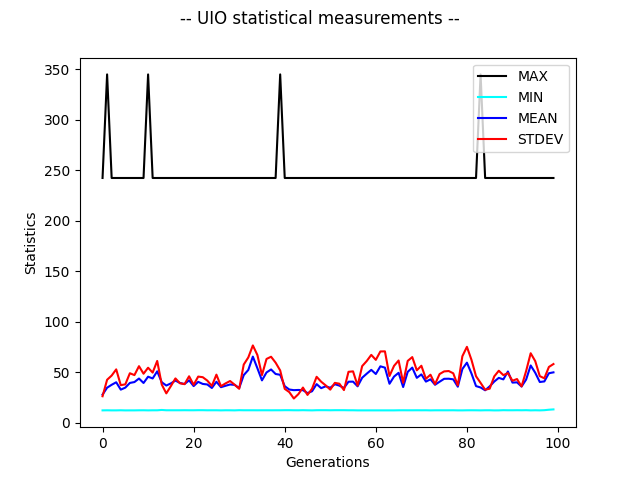 -- UIO statistical measurements --
350
300
250
200
150
100
50
0
Statistics
MAX
MIN
MEAN
STDEV
0
20
40
60
80
100
Generations